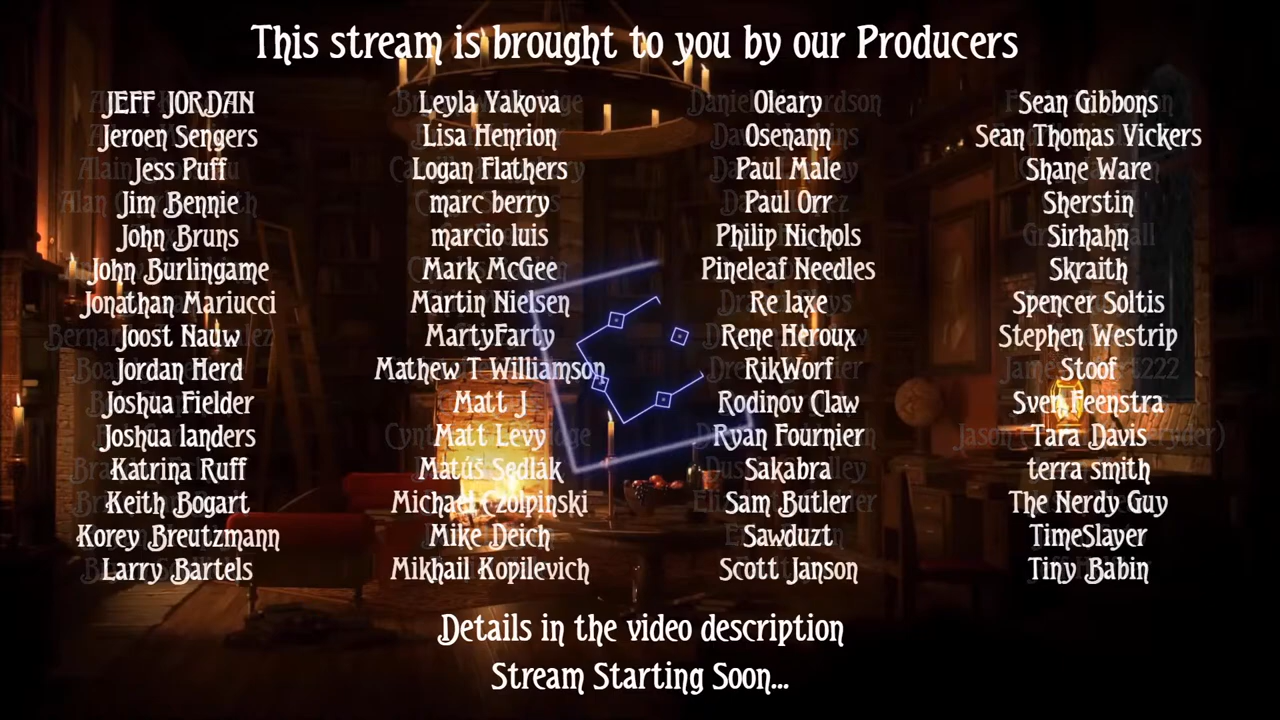 This stream is brought to you by our Producers
JEFF JORDAN
Jeroen Sengers
Jess Puff
Jim Bennie
John Bruns
John Burlingame
Jonathan Mariucci
Joost Nauw
Jordan Herd
Joshua Fielder
Joshua landers
Katrina Ruff
Keith Bogart
Korey Breutzmann
Larry Bartels
Leyla Yakova
Lisa Henrion
Logan Flathers
marc berry
marcio luis
Mark McGee
Martin Nielsen
MartyFarty
Mathew T Williamson
Matt J
Matt Levy
Matúš Sedlák
Michael Czolpinski
Mike Deich
Mikhail Kopilevich
Oleary
Osenann
Paul Male
Paul Orr
Philip Nichols
Pineleaf Needles
Re laxe
Rene Heroux
RikWorf
Rodinov Claw
Ryan Fournier
Sakabra
Sam Butler
Sawduzt
Scott Janson
Sean Gibbons
Sean Thomas Vickers
Shane Ware
Sherstin
Sirhahn
Skraith
Spencer Soltis
Stephen Westrip
Stoof
Sven Feenstra
Tara Davis
terra smith
The Nerdy Guy
TimeSlayer
Tiny Babin
Details in the video description
Stream Starting Soon...